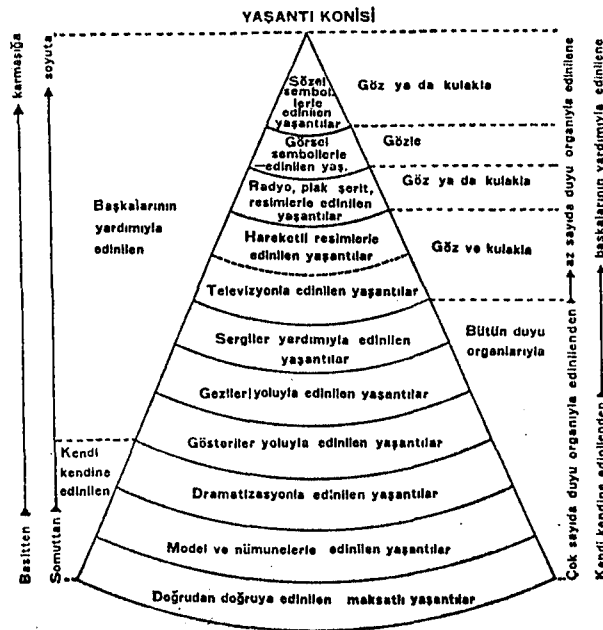 YAŞANTI KONİSİ
Sözel
sembol
lerle
edinilen
yaşantılar
Görsel
sembollerle
edinilen yaş.
Radyo, plak şerit,
resimlerle edinilen
yaşantılar
Hareketli resimlerle
edinilen yaşantılar
Televizyonla edinilen yaşantılar
Sergiler yardımıyla edinilen
yaşantılar
Geziler yoluyla edinilen yaşantılar
Gösteriler yoluyla edinilen yaşantılar
Dramatizasyonla edinilen yaşantılar
Model ve nümunelerle edinilen yaşantılar
Doğrudan doğruya edinilen maksatlı yaşantılar
Göz ya da kulakla
Gözle
Göz ya da kulakla
Göz ve kulakla
Bütün duyu
organlarıyla
Başkalarının
yardımıyla
edinilen
Kendi
kendine
edinilen
Basitten karmaşığa
Somuttan soyuta
Çok sayıda duyu organıyla edinilenden az sayıda duyu organıyla edinilene
Kendi kendine edinilenden başkalarının yardımıyla edinilene